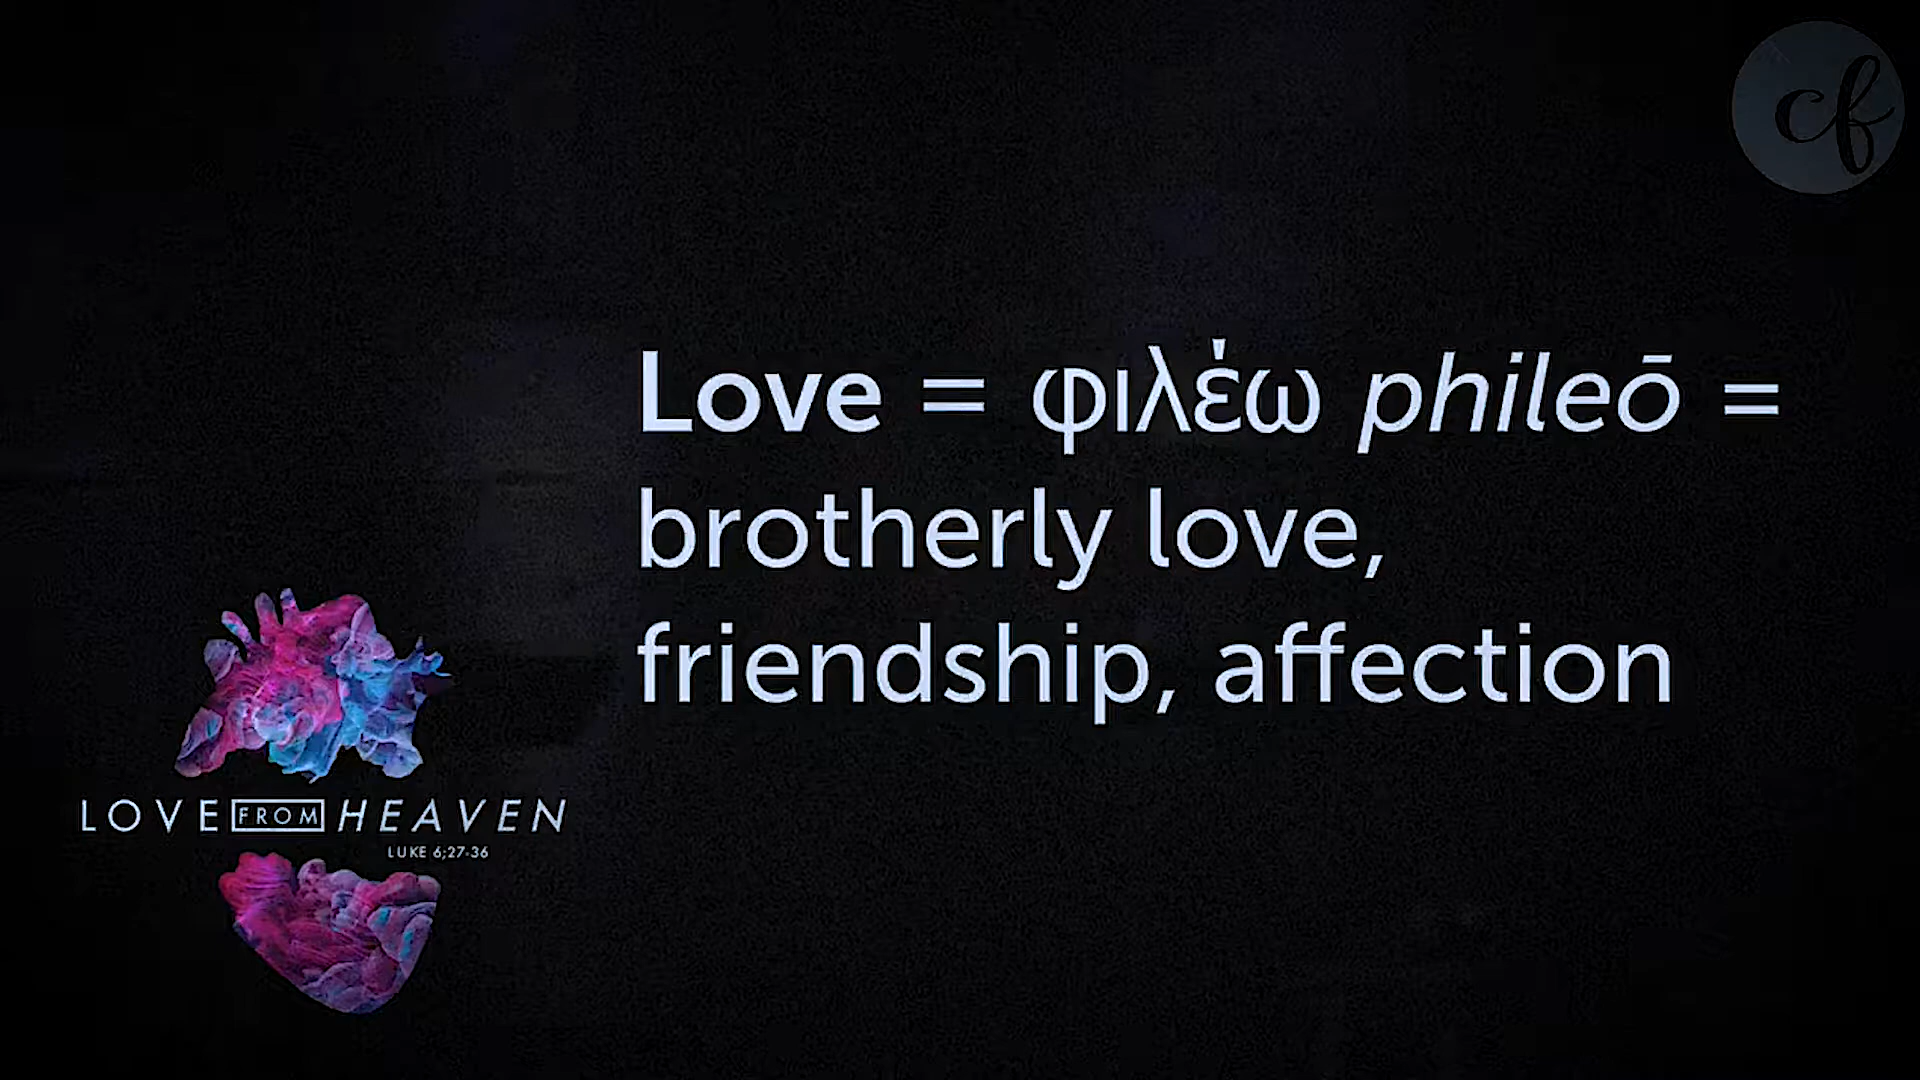 cf
Love = φιλέω phileō =
brotherly love,
friendship, affection
LOVE FROM HEAVEN
LUKE 6;27-36